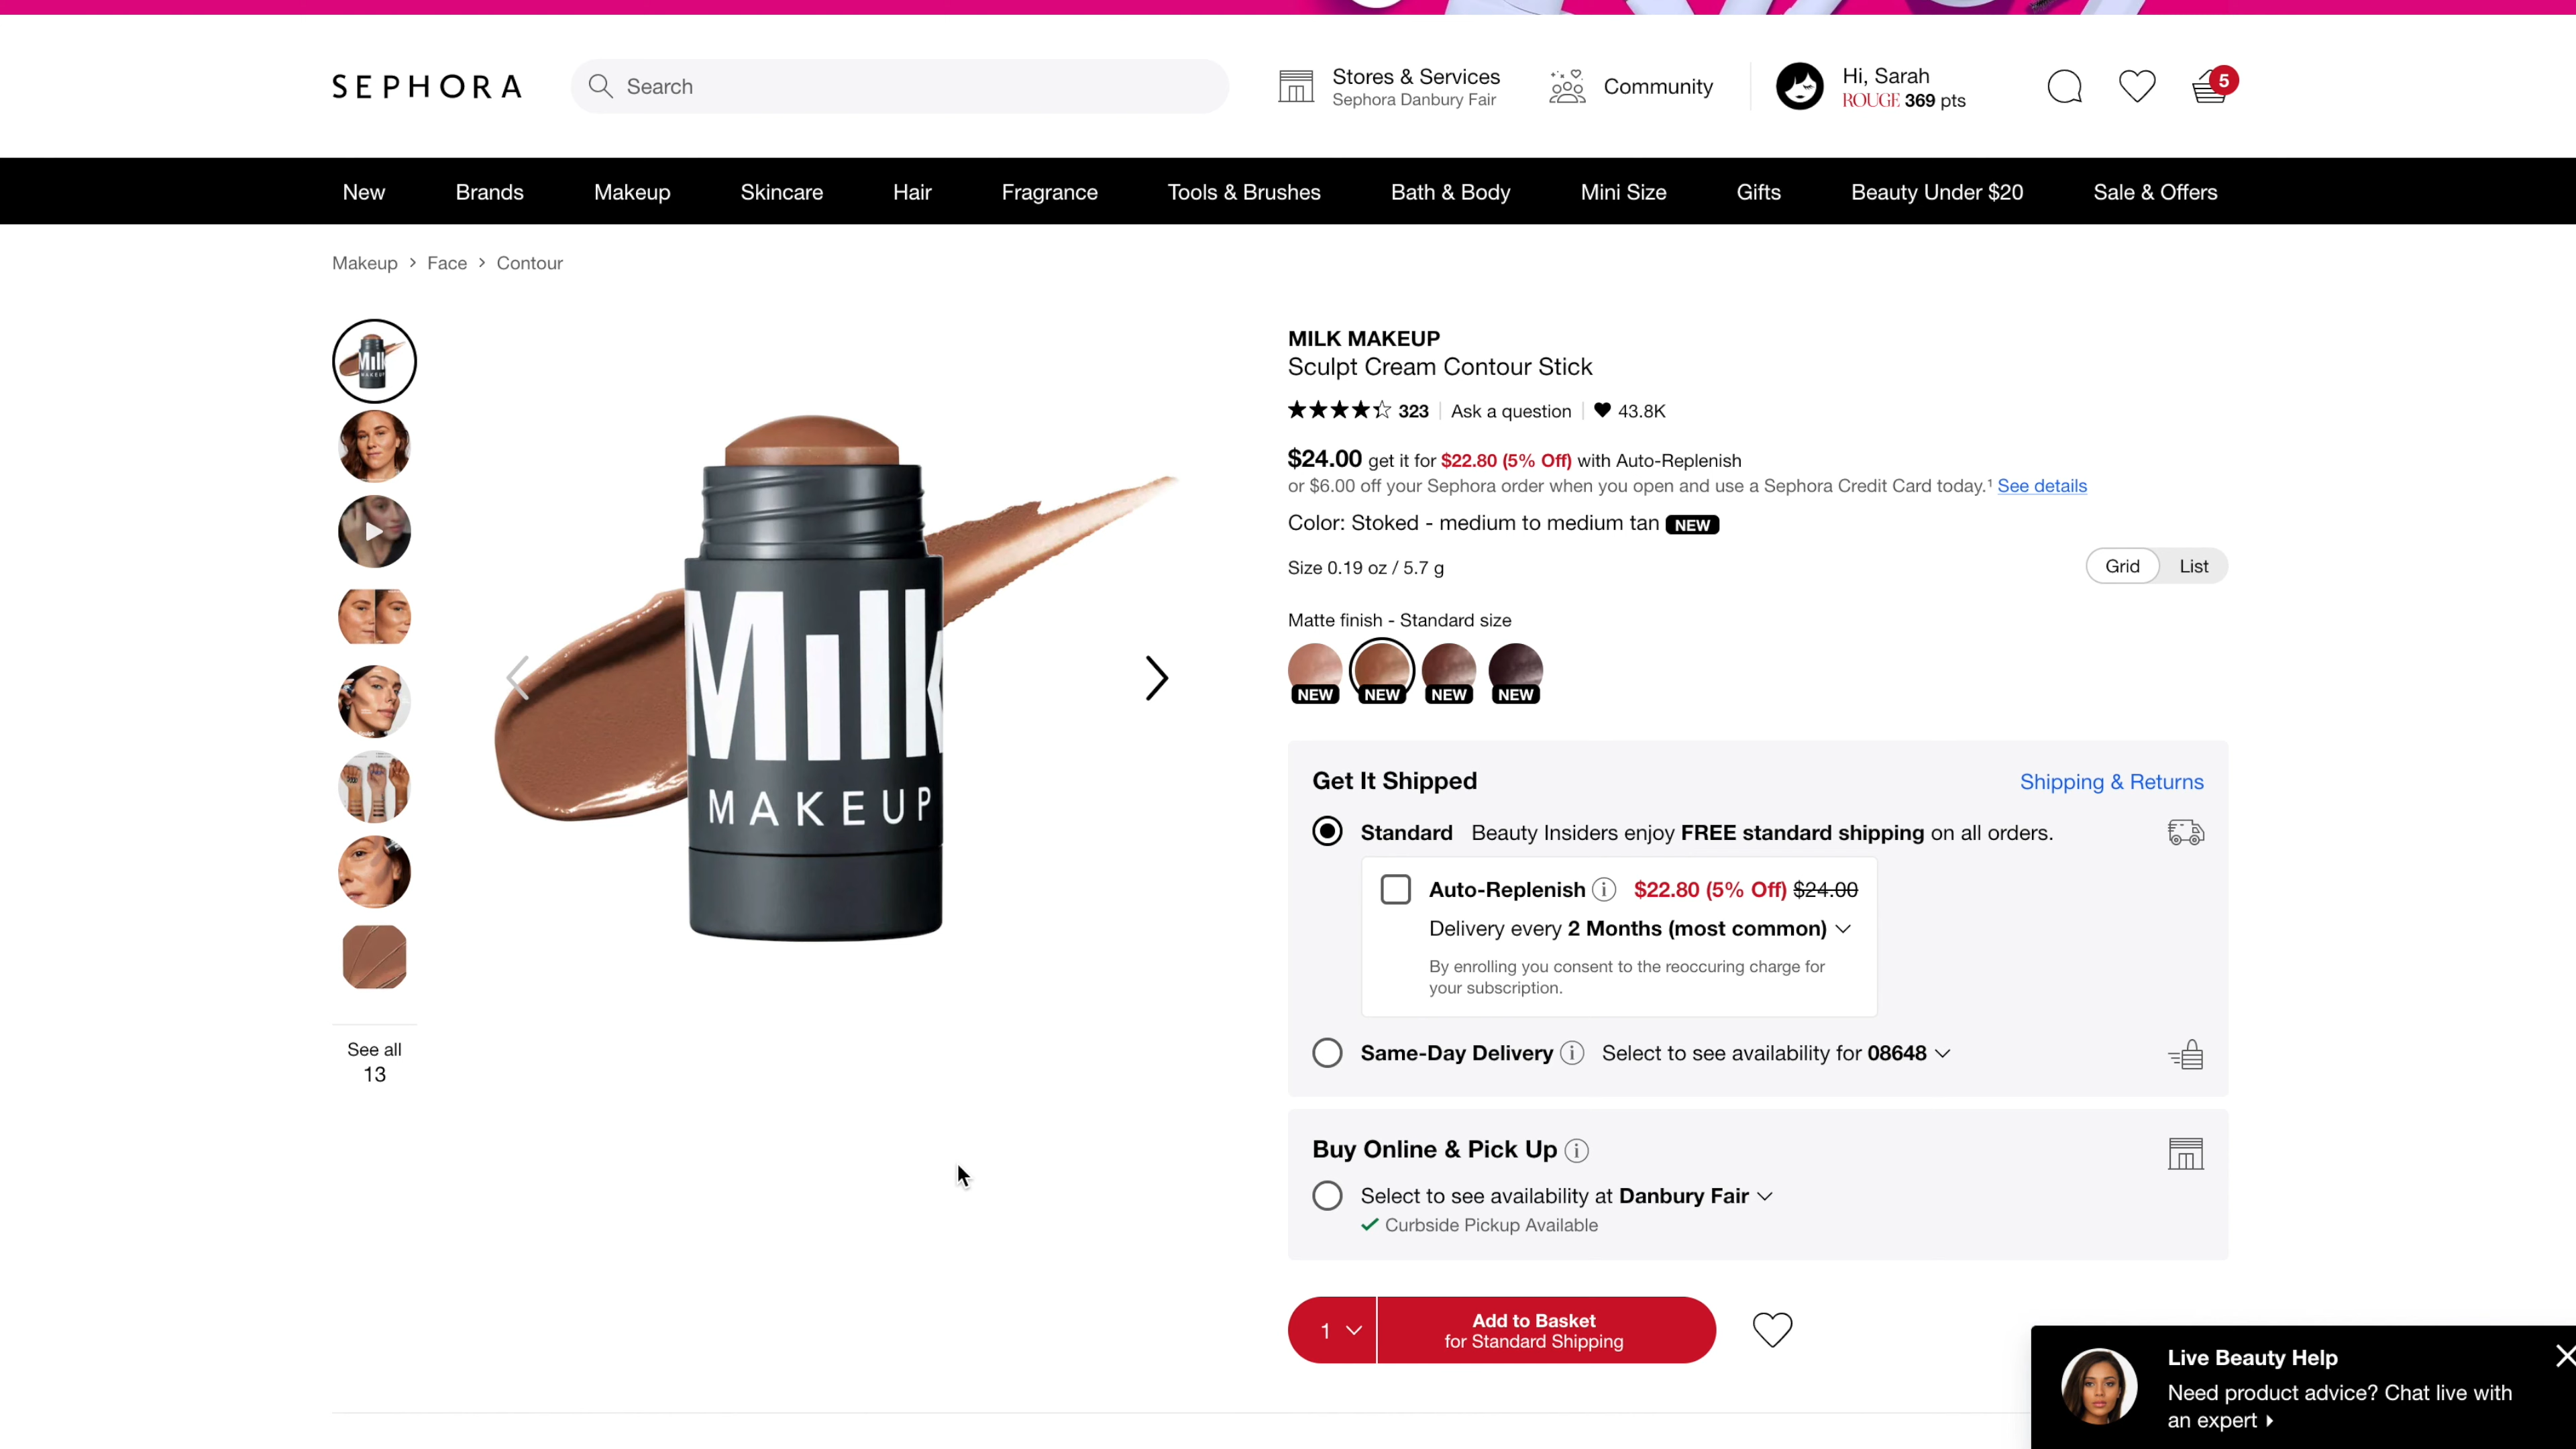 SEPHORA
Search
Stores & Services
Sephora Danbury Fair
Community
Hi, Sarah
ROUGE 369 pts
5
New
Brands
Makeup
Skincare
Hair
Fragrance
Tools & Brushes
Bath & Body
Mini Size
Gifts
Beauty Under $20
Sale & Offers
Makeup > Face > Contour
See all
13
Milk
MAKEUP
MILK MAKEUP
Sculpt Cream Contour Stick
323 | Ask a question | 43.8K
$24.00 get it for $22.80 (5% Off) with Auto-Replenish
or $6.00 off your Sephora order when you open and use a Sephora Credit Card today.¹ See details
Color: Stoked - medium to medium tan NEW
Size 0.19 oz / 5.7 g
Grid
List
Matte finish - Standard size
NEW
NEW
NEW
NEW
Get It Shipped
Shipping & Returns
Standard Beauty Insiders enjoy FREE standard shipping on all orders.
Auto-Replenish $22.80 (5% Off) $24.00
Delivery every 2 Months (most common)
By enrolling you consent to the reoccuring charge for
your subscription.
Same-Day Delivery Select to see availability for 08648
Buy Online & Pick Up
Select to see availability at Danbury Fair
Curbside Pickup Available
1
Add to Basket
for Standard Shipping
Live Beauty Help
Need product advice? Chat live with
an expert